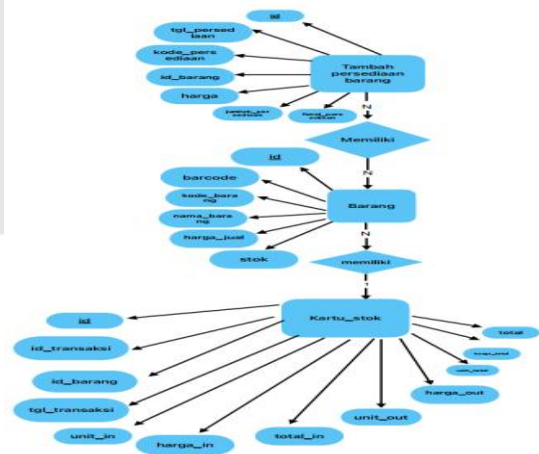 id
tgl_persed
iaan
kode_pers
ediaan
id_barang
harga
Tambah
persediaan
barang
N
Memiliki
N
id
barcode
kode_bara
ng
nama_bara
ng
harga_jual
stok
Barang
N
memiliki
1
Kartu_stok
id
id_transaksi
id_barang
tgl_transaksi
unit_in
harga_in
total_in
unit_out
harga_out
total